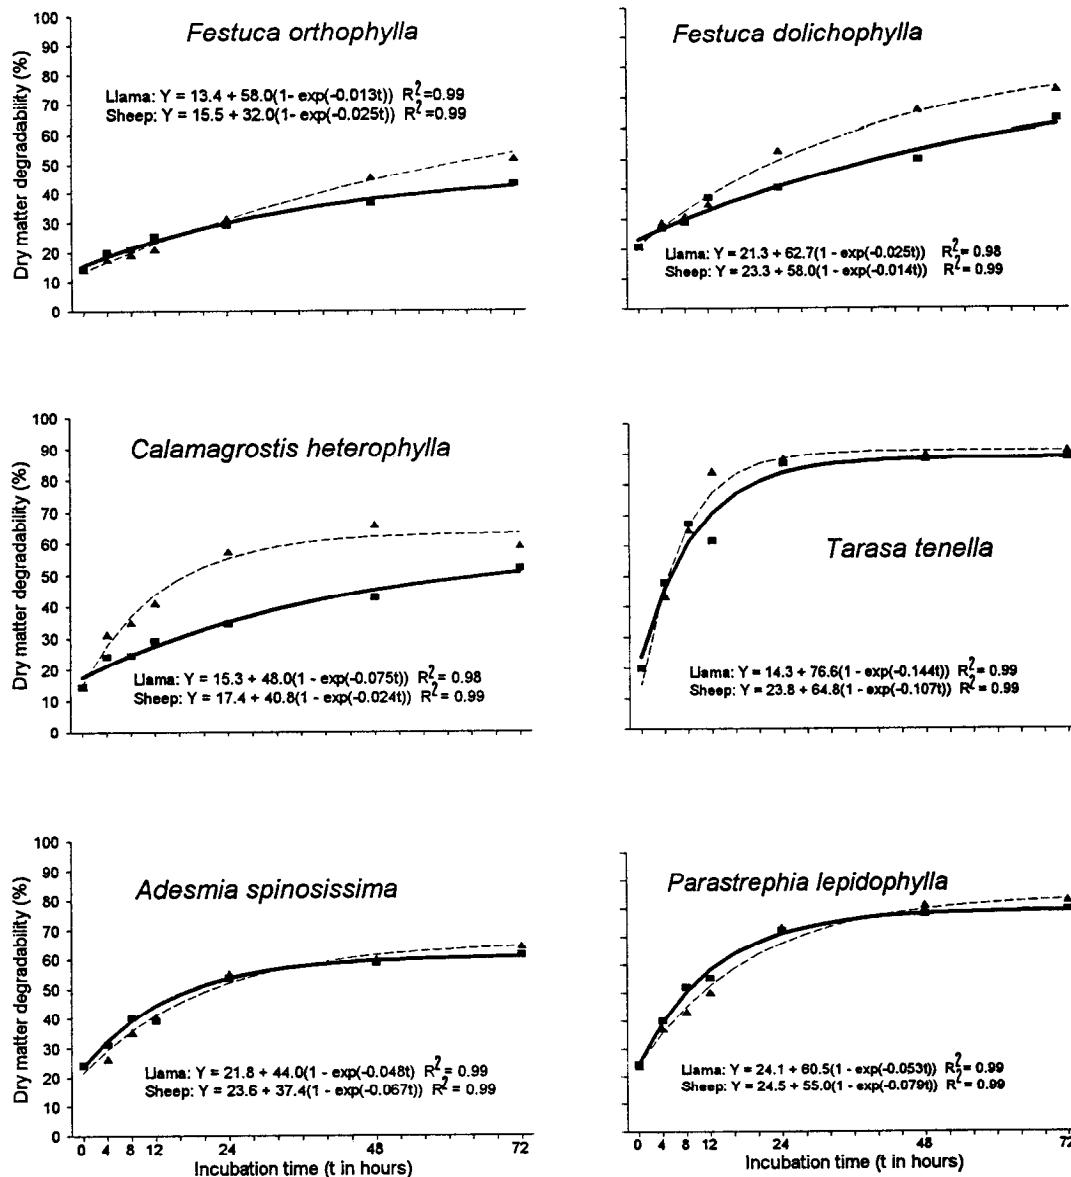 Festuca orthophylla
Dry matter degradability (%)
100
90
80
70
60
50
40
30
20
10
0
Llama: Y = 13.4 + 58.0(1- exp(-0.013t)) R²=0.99
Sheep: Y = 15.5 + 32.0(1- exp(-0.025t)) R²=0.99
Festuca dolichophylla
Llama: Y = 21.3 + 62.7(1 - exp(-0.025t)) R²= 0.98
Sheep: Y = 23.3 + 58.0(1 - exp(-0.014t)) R²= 0.99
Calamagrostis heterophylla
Dry matter degradability (%)
100
90
80
70
60
50
40
30
20
10
0
Llama: Y = 15.3 + 48.0(1 - exp(-0.075t)) R²= 0.98
Sheep: Y = 17.4 + 40.8(1 - exp(-0.024t)) R²= 0.99
Tarasa tenella
Llama: Y = 14.3 + 76.6(1 - exp(-0.144t)) R²= 0.99
Sheep: Y = 23.8 + 64.8(1 - exp(-0.107t)) R²= 0.99
Adesmia spinosissima
Dry matter degradability (%)
100
90
80
70
60
50
40
30
20
10
0
Llama: Y = 21.8 + 44.0(1 - exp(-0.048t) R²= 0.99
Sheep: Y = 23.6 + 37.4(1 - exp(-0.067t) R²= 0.99
0 4 8 12 24 48 72
Incubation time (t in hours)
Parastrephia lepidophylla
Llama: Y = 24.1 + 60.5(1 - exp(-0.053t) R²= 0.99
Sheep: Y = 24.5 + 55.0(1 - exp(-0.079t) R²= 0.99
0 4 8 12 24 48 72
Incubation time (t in hours)